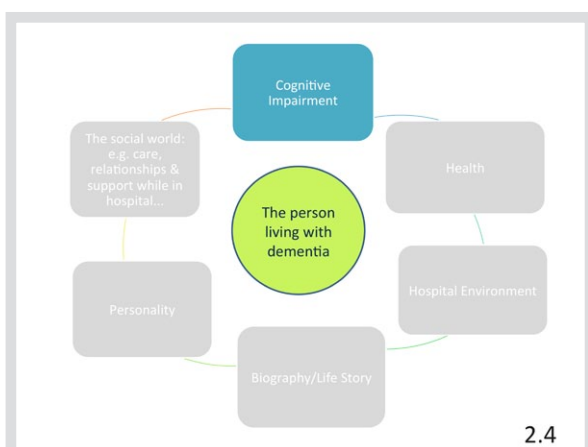 Cognitive
Impairment
The social world:
e.g. care,
relationships &
support while in
hospital...
Health
The person
living with
dementia
Hospital Environment
Personality
Biography/Life Story
2.4